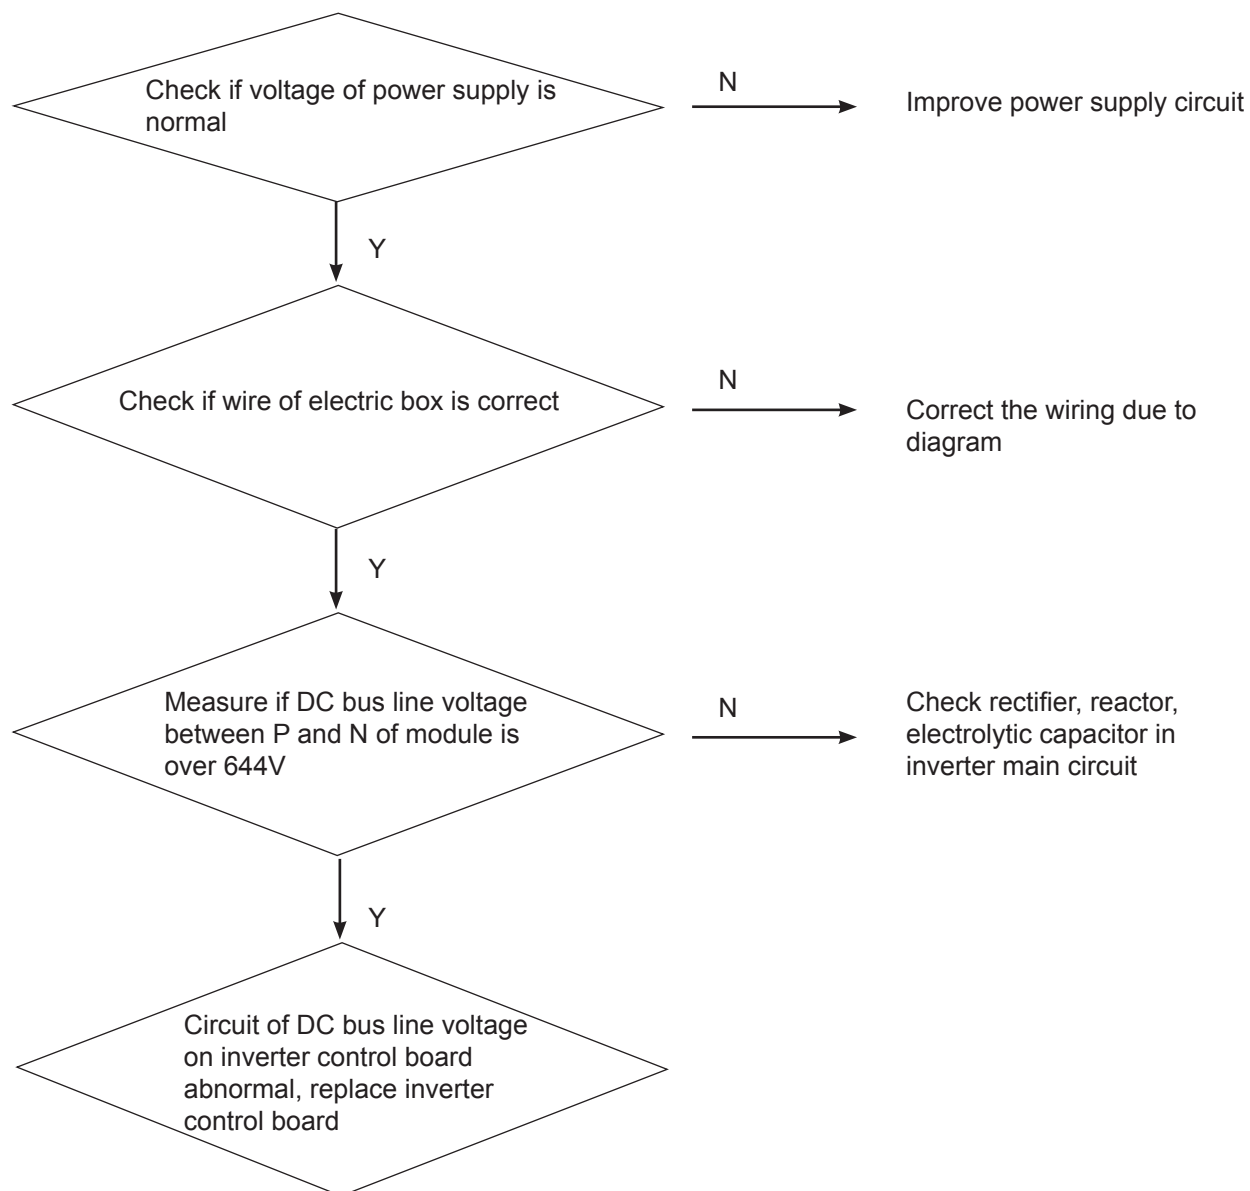 Check if voltage of power supply is
normal
N
Improve power supply circuit
Y
Check if wire of electric box is correct
N
Correct the wiring due to
diagram
Y
Measure if DC bus line voltage
between P and N of module is
over 644V
N
Check rectifier, reactor,
electrolytic capacitor in
inverter main circuit
Y
Circuit of DC bus line voltage
on inverter control board
abnormal, replace inverter
control board